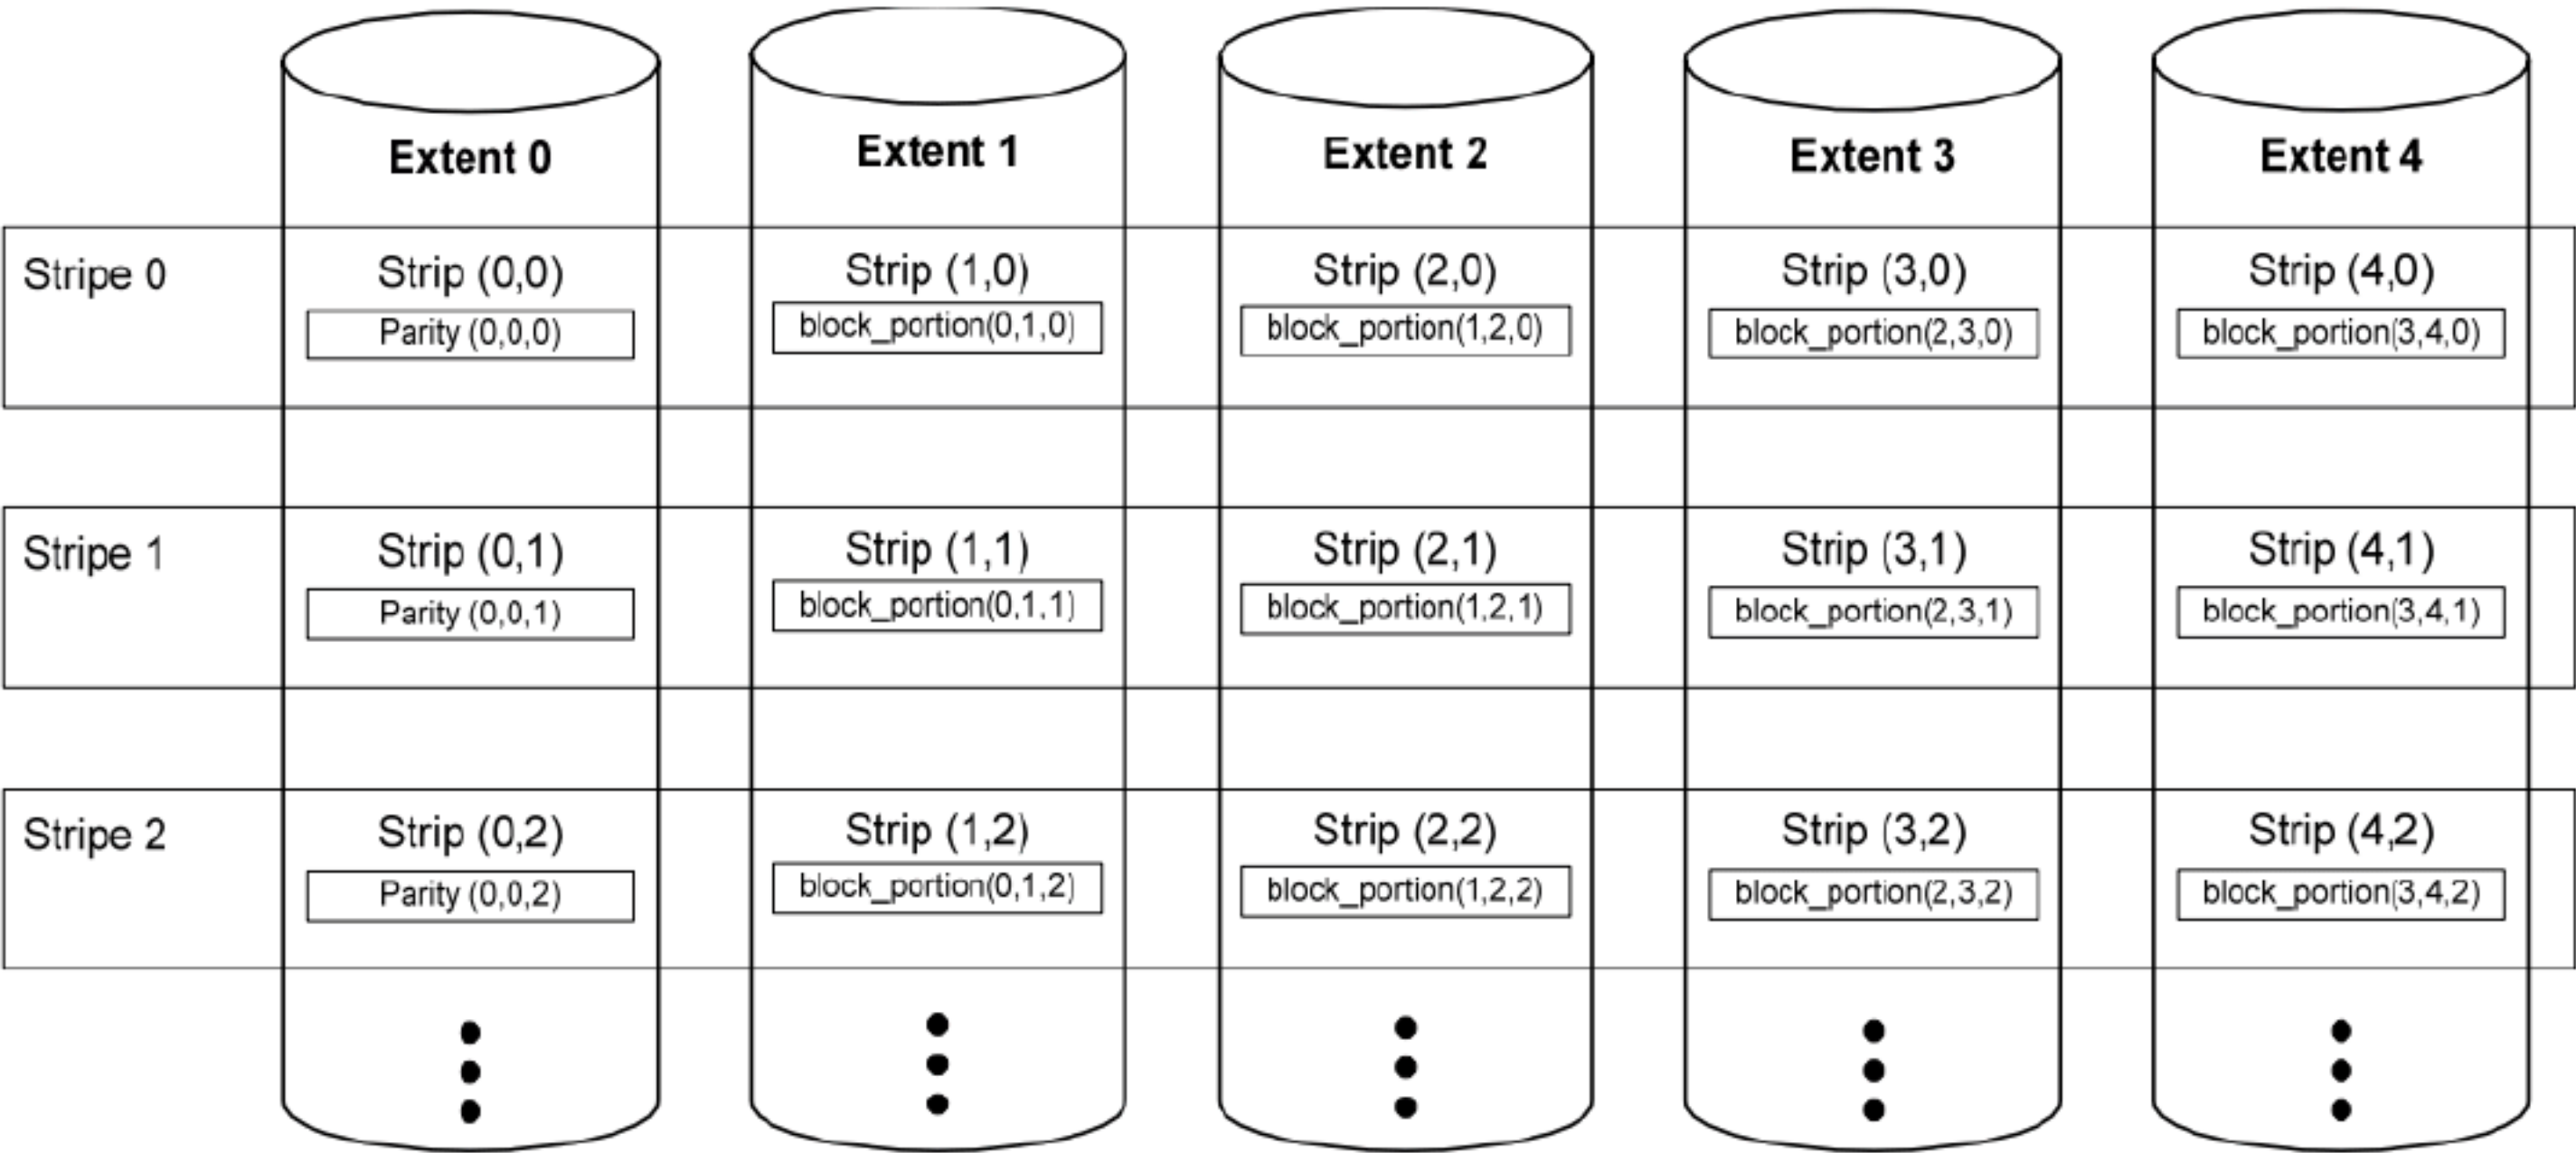 Extent 0
Extent 1
Extent 2
Extent 3
Extent 4
Stripe 0
Strip (0,0)
Strip (1,0)
Strip (2,0)
Strip (3,0)
Strip (4,0)
Parity (0,0,0)
block_portion(0,1,0)
block_portion(1,2,0)
block_portion(2,3,0)
block_portion(3,4,0)
Stripe 1
Strip (0,1)
Strip (1,1)
Strip (2,1)
Strip (3,1)
Strip (4,1)
Parity (0,0,1)
block_portion(0,1,1)
block_portion(1,2,1)
block_portion(2,3,1)
block_portion(3,4,1)
Stripe 2
Strip (0,2)
Strip (1,2)
Strip (2,2)
Strip (3,2)
Strip (4,2)
Parity (0,0,2)
block_portion(0,1,2)
block_portion(1,2,2)
block_portion(2,3,2)
block_portion(3,4,2)